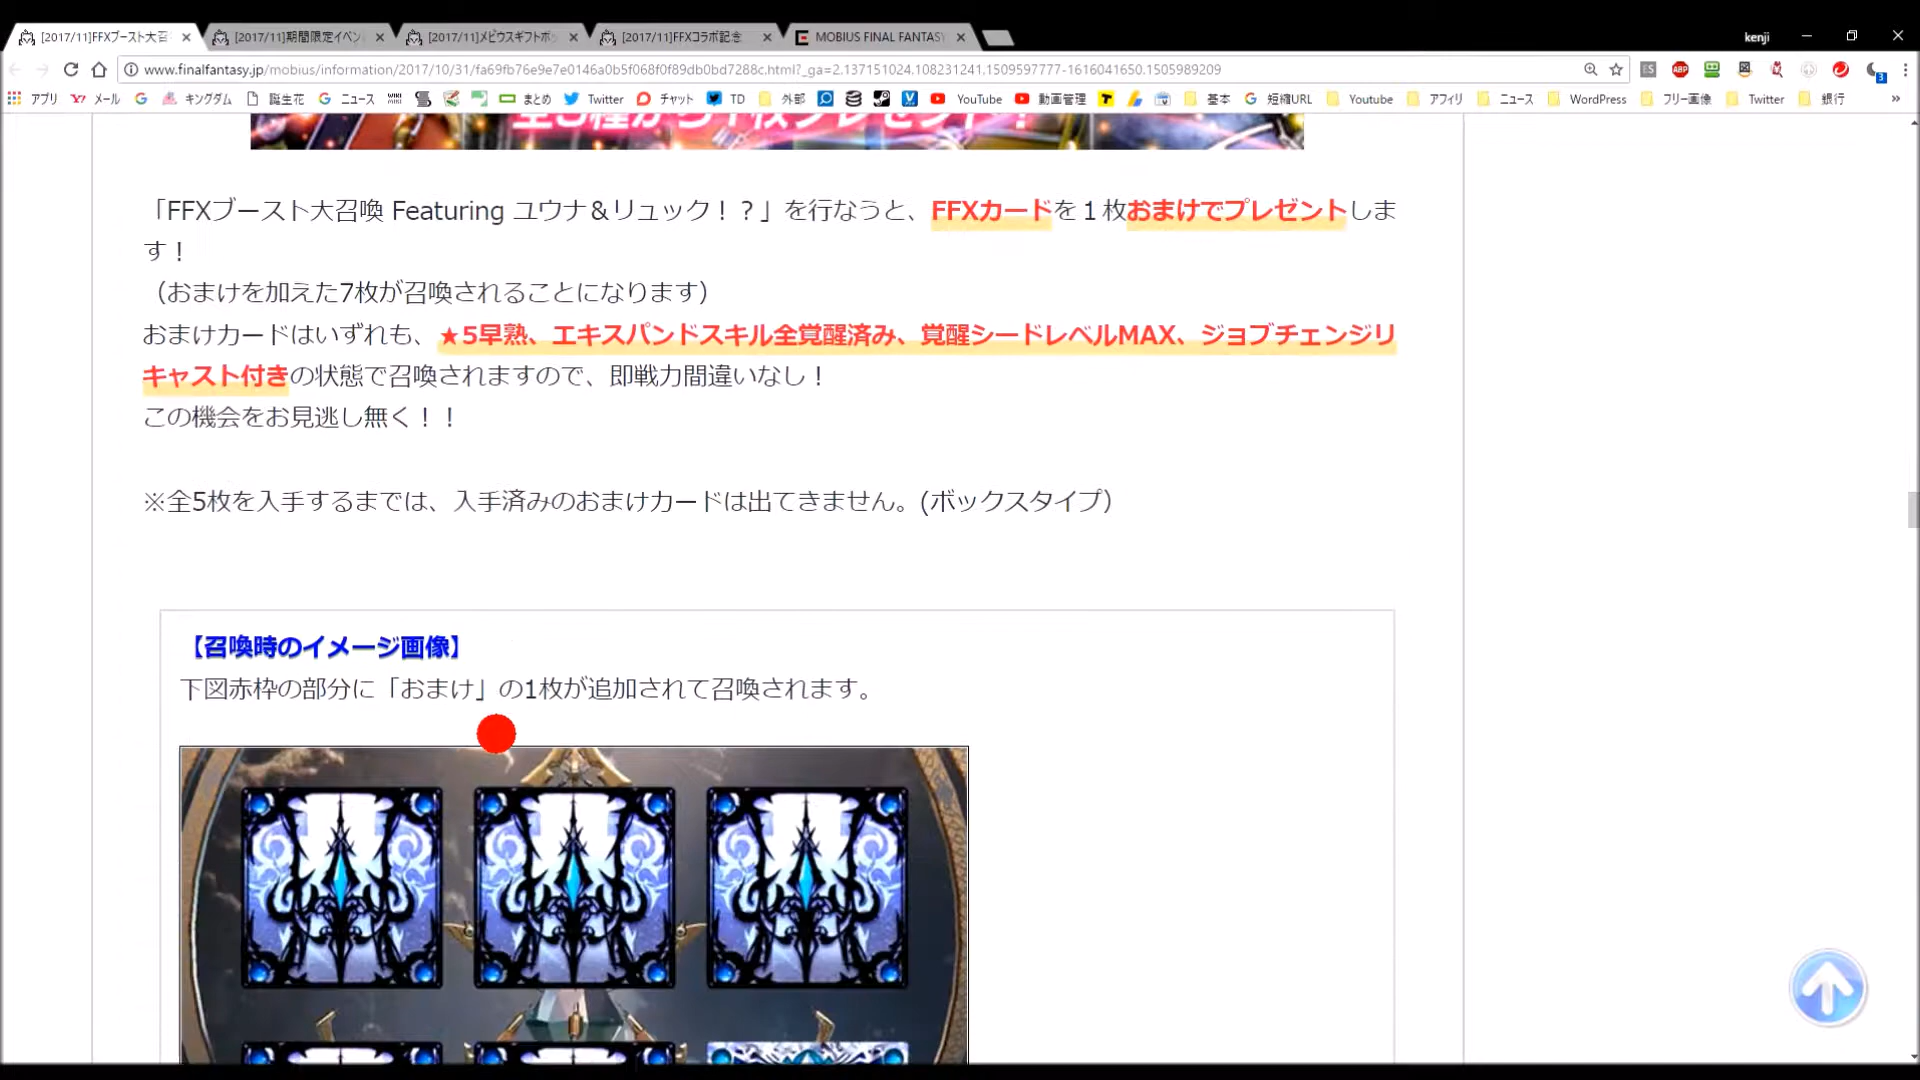 [2017/11]FFXブースト大召
[2017/11]期間限定イベン
[2017/11]メビウスギフトボッ
[2017/11]FFXコラボ記念
MOBIUS FINAL FANTASY
kenji
www.finalfantasy.jp/mobius/information/2017/10/31/fa69fb76e9e7e0146a0b5f068f0f89db0bd7288c.html?_ga=2.137151024.108231241.1509597777-1616041650.1505989209
ABP
3
アプリ メール キングダム 誕生花 ニュース まとめ Twitter チャット TD 外部 YouTube 動画管理 基本 短縮URL Youtube アフィリ ニュース WordPress フリー画像 Twitter 銀行 »
全5種から1枚プレゼント！
「FFXブースト大召喚 Featuring ユウナ＆リュック！？」を行なうと、FFXカードを１枚おまけでプレゼントしま
す！
（おまけを加えた7枚が召喚されることになります）
おまけカードはいずれも、★5早熟、エキスパンドスキル全覚醒済み、覚醒シードレベルMAX、ジョブチェンジリ
キャスト付きの状態で召喚されますので、即戦力間違いなし！
この機会をお見逃し無く！！
※全5枚を入手するまでは、入手済みのおまけカードは出てきません。(ボックスタイプ）
【召喚時のイメージ画像】
下図赤枠の部分に「おまけ」の1枚が追加されて召喚されます。